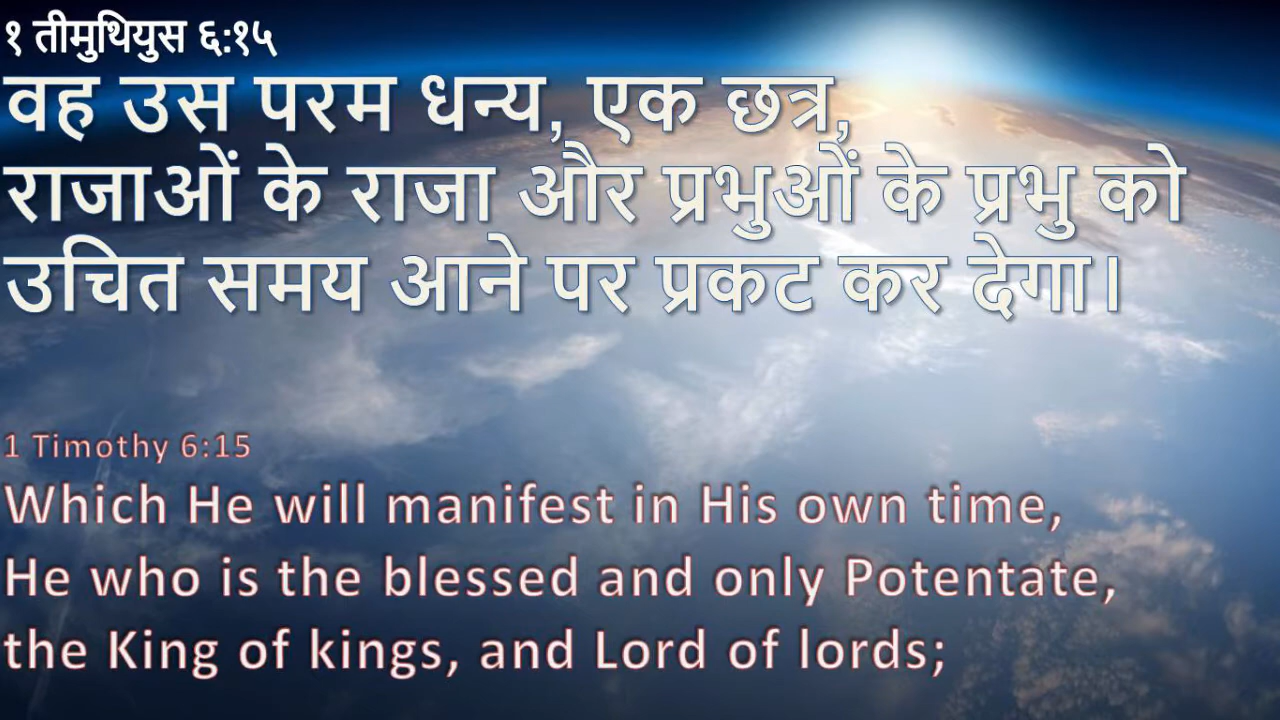 १ तीमुथियुस ६:१५
वह उस परम धन्य, एक छत्र,
राजाओं के राजा और प्रभुओं के प्रभु को
उचित समय आने पर प्रकट कर देगा।
1 Timothy 6:15
Which He will manifest in His own time,
He who is the blessed and only Potentate,
the King of kings, and Lord of lords;